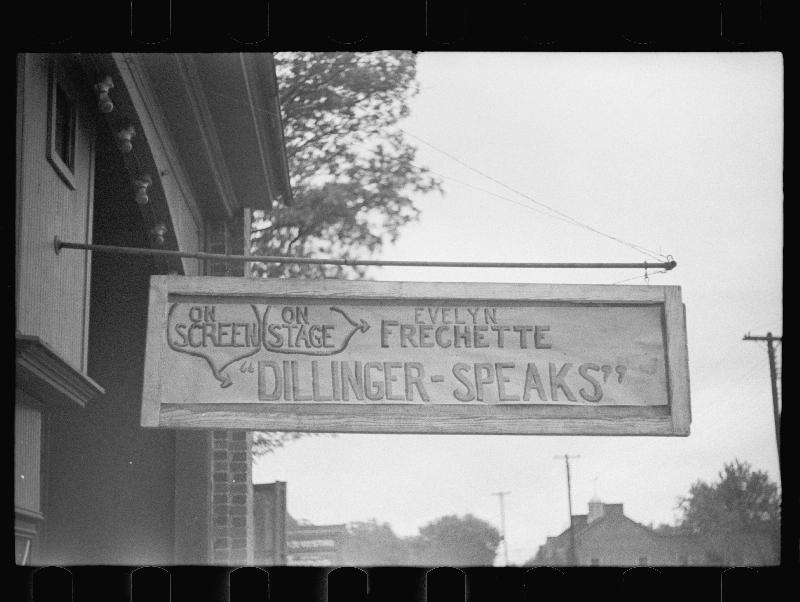 ON SCREEN
ON STAGE
EVELYN
FRECHETTE
"DILLINGER-SPEAKS"